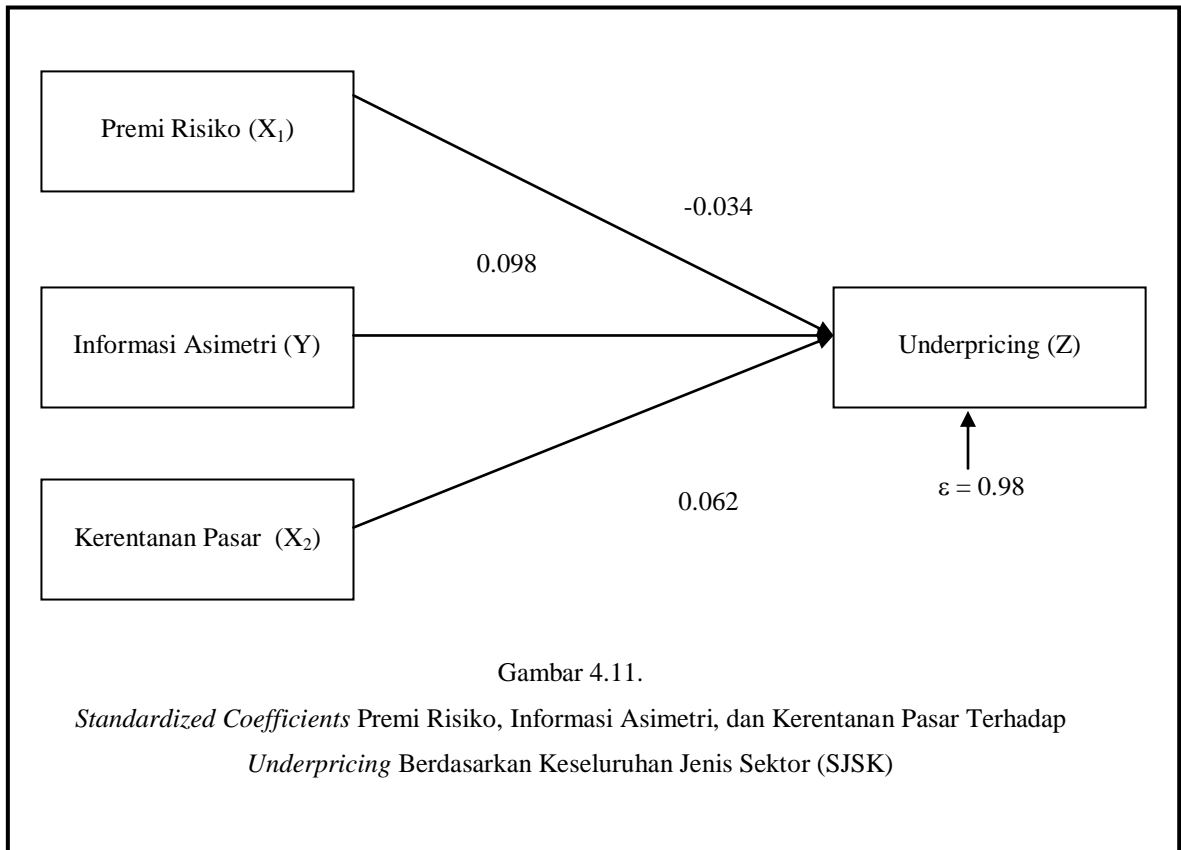 Premi Risiko (X₁)
-0.034
0.098
Informasi Asimetri (Y)
Underpricing (Z)
ε = 0.98
0.062
Kerentanan Pasar (X₂)
Gambar 4.11.
Standardized Coefficients Premi Risiko, Informasi Asimetri, dan Kerentanan Pasar Terhadap
Underpricing Berdasarkan Keseluruhan Jenis Sektor (SJSK)